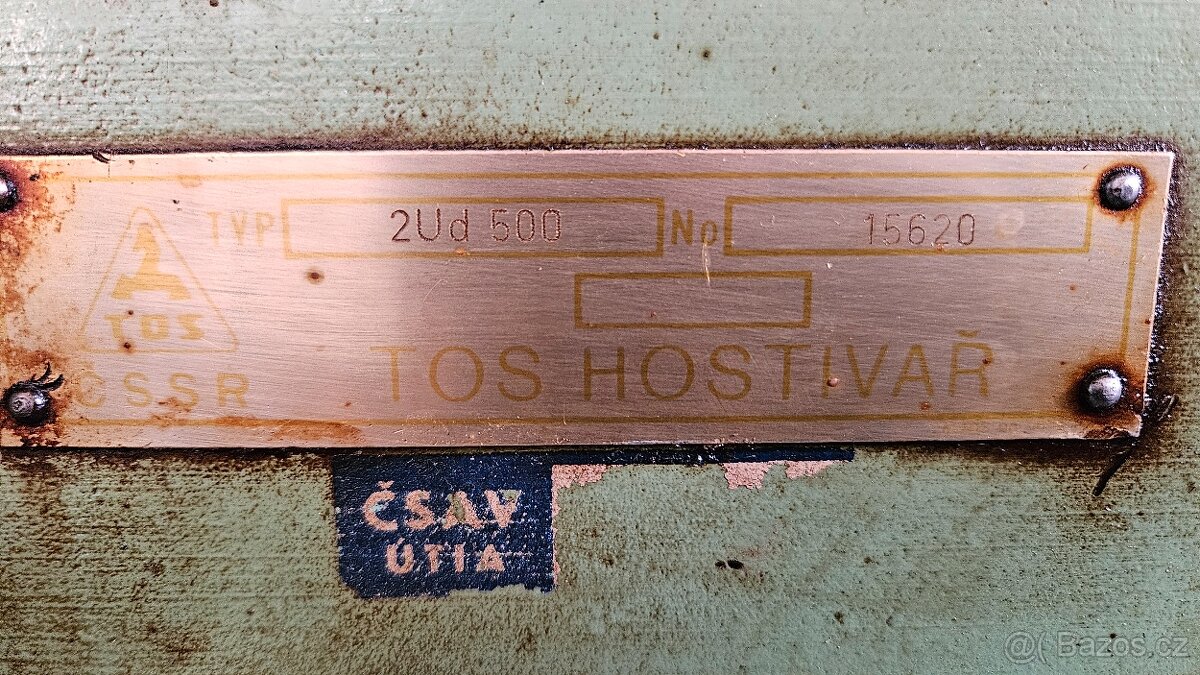 TYP 2Ud 500 No 15620
TOS
ČSSR TOS HOSTIVAŘ
ČSAV
ÚTIA
@( Bazos.cz